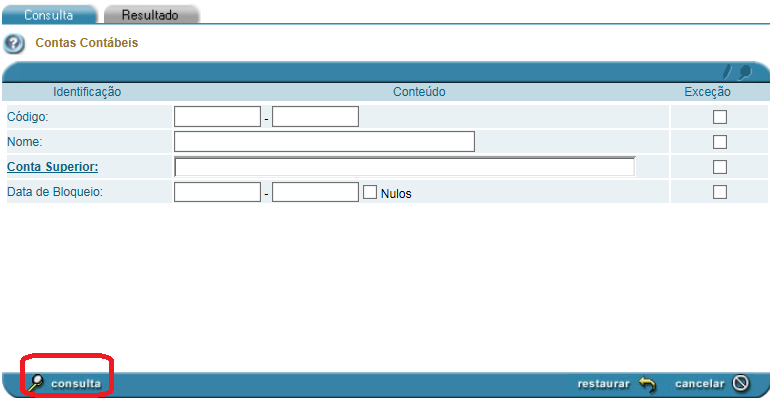 Consulta Resultado
Contas Contábeis
Identificação Conteúdo Exceção
Código: -
Nome:
Conta Superior:
Data de Bloqueio: - Nulos
consulta restaurar cancelar